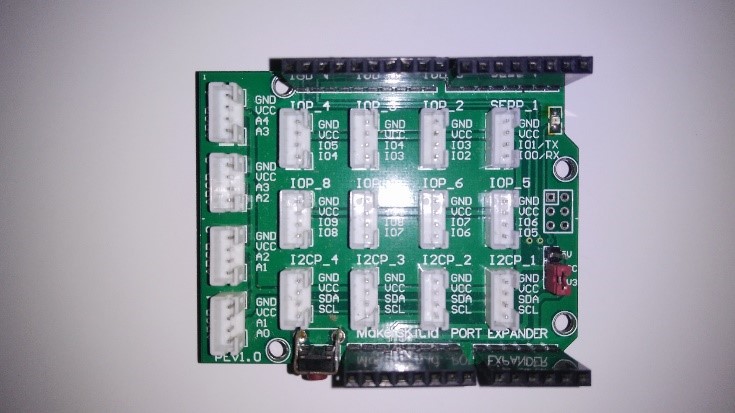 1
IOP_4 IOP_3 IOP_2 SERP_1
GND
VCC
A4
A3
GND
VCC
IO5
IO4
GND
VCC
IO4
IO3
GND
VCC
IO3
IO2
GND
VCC
IO1/TX
IO0/RX
GND
VCC
A3
A2
IOP_8 IOP_6 IOP_5
GND
VCC
IO9
IO8
GND
VCC
IO8
IO7
GND
VCC
IO7
IO6
GND
VCC
IO6
IO5
GND
VCC
A2
A1
I2CP_4 I2CP_3 I2CP_2 I2CP_1
GND
VCC
SDA
SCL
GND
VCC
SDA
SCL
GND
VCC
SDA
SCL
GND
VCC
SDA
SCL
GND
VCC
A1
A0
PORT EXPANDER
PEV1.0